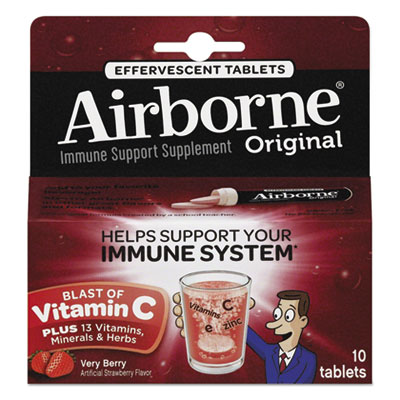 EFFERVESCENT TABLETS
Airborne®
Immune Support Supplement Original
Airborne
HELPS SUPPORT YOUR
IMMUNE SYSTEM*
BLAST OF
Vitamin C
PLUS 13 Vitamins,
Minerals & Herbs
Very Berry
Artificial Strawberry Flavor
Vitamins C
e zinc
10
tablets